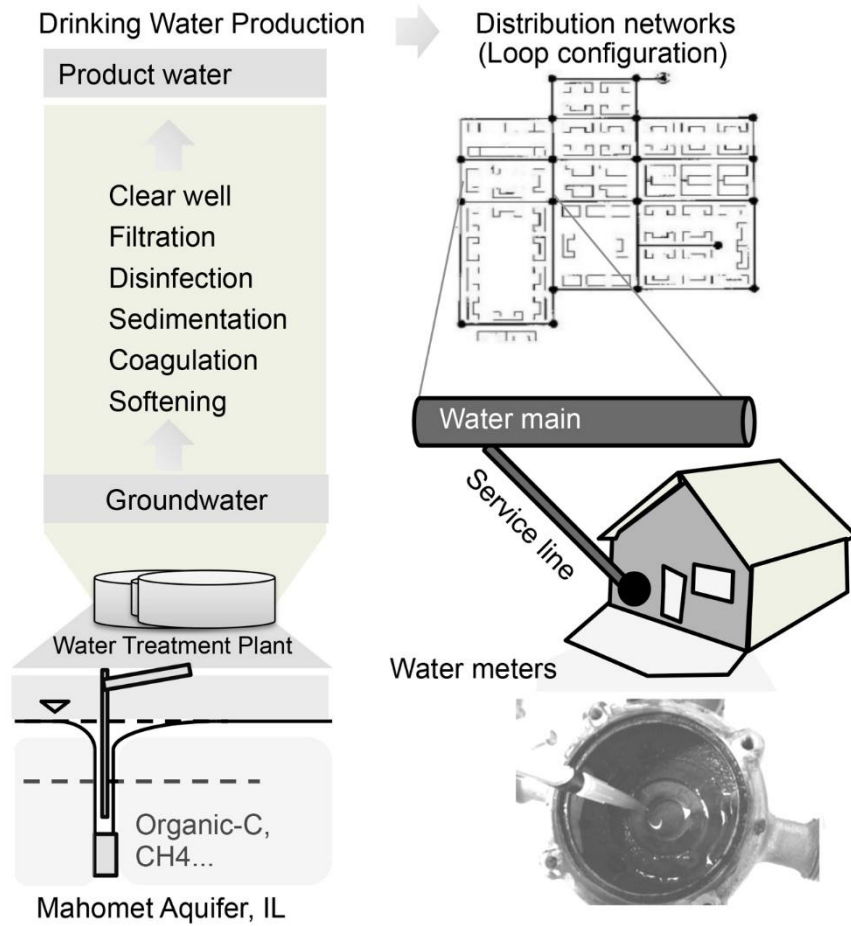 Drinking Water Production
Product water
Clear well
Filtration
Disinfection
Sedimentation
Coagulation
Softening
Groundwater
Water Treatment Plant
Organic-C,
CH4...
Mahomet Aquifer, IL
Distribution networks
(Loop configuration)
Water main
Service line
Water meters